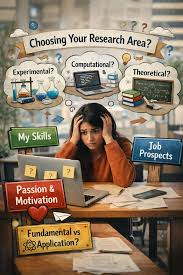 Choosing Your Research Area?
Experimental?
Computational?
Theoretical?
My Skills
Job
Prospects
Passion &
Motivation
Fundamental vs
Application?